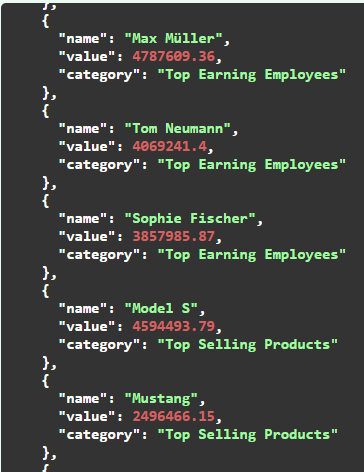 },
{
"name": "Max Müller",
"value": 4787609.36,
"category": "Top Earning Employees"
},
{
"name": "Tom Neumann",
"value": 4069241.4,
"category": "Top Earning Employees"
},
{
"name": "Sophie Fischer",
"value": 3857985.87,
"category": "Top Earning Employees"
},
{
"name": "Model S",
"value": 4594493.79,
"category": "Top Selling Products"
},
{
"name": "Mustang",
"value": 2496466.15,
"category": "Top Selling Products"
},
{